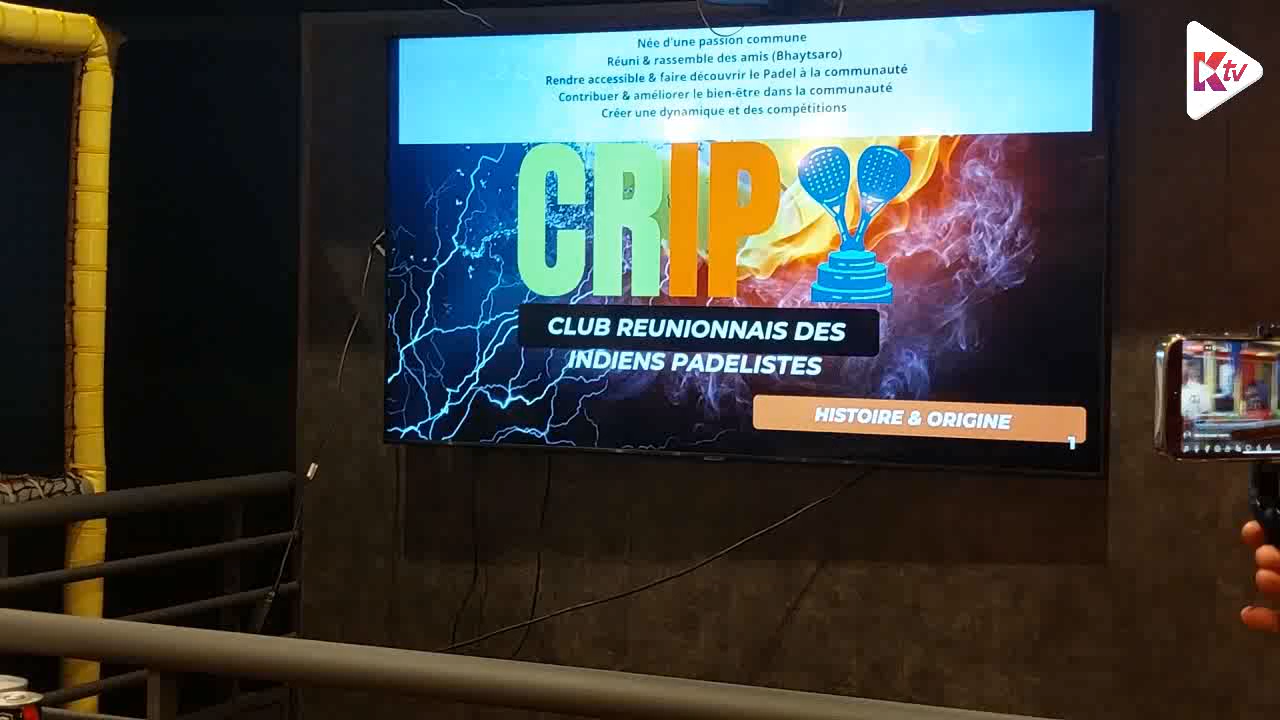 Née d'une passion commune
Réuni & rassemble des amis (Bhaytsaro)
Rendre accessible & faire découvrir le Padel à la communauté
Contribuer & améliorer le bien-être dans la communauté
Créer une dynamique et des compétitions
CRIP
CLUB REUNIONNAIS DES
INDIENS PADELISTES
HISTOIRE & ORIGINE
1
Ktv